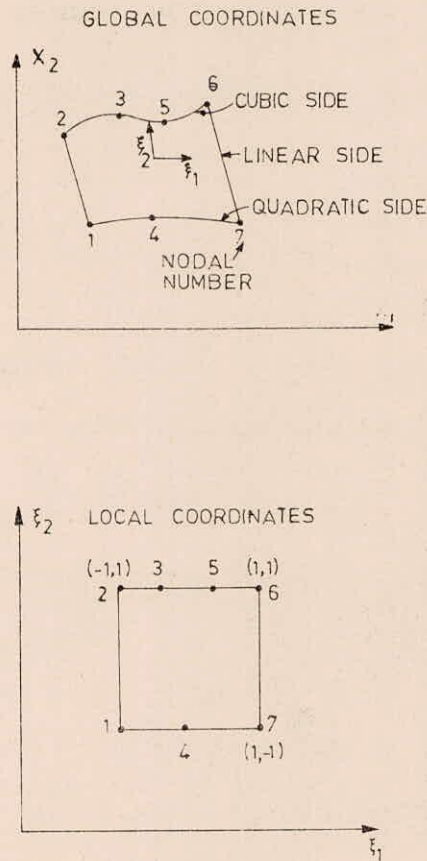 GLOBAL COORDINATES
X2
6
3
5
CUBIC SIDE
2
ξ2
ξ1
LINEAR SIDE
QUADRATIC SIDE
1
4
7
NODAL
NUMBER
ξ2 LOCAL COORDINATES
(-1,1)
(1,1)
2
3
5
6
1
7
4
(1,-1)
ξ1